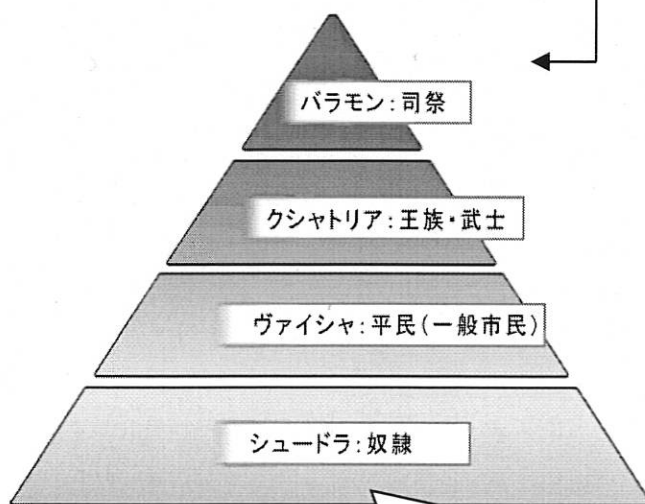 バラモン：司祭
クシャトリア：王族・武士
ヴァイシャ：平民（一般市民）
シュードラ：奴隷